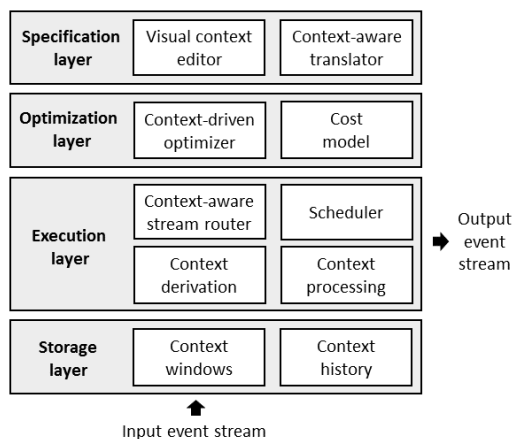 Specification
layer
Visual context
editor
Context-aware
translator
Optimization
layer
Context-driven
optimizer
Cost
model
Execution
layer
Context-aware
stream router
Scheduler
Context
derivation
Context
processing
Output
event
stream
Storage
layer
Context
windows
Context
history
Input event stream